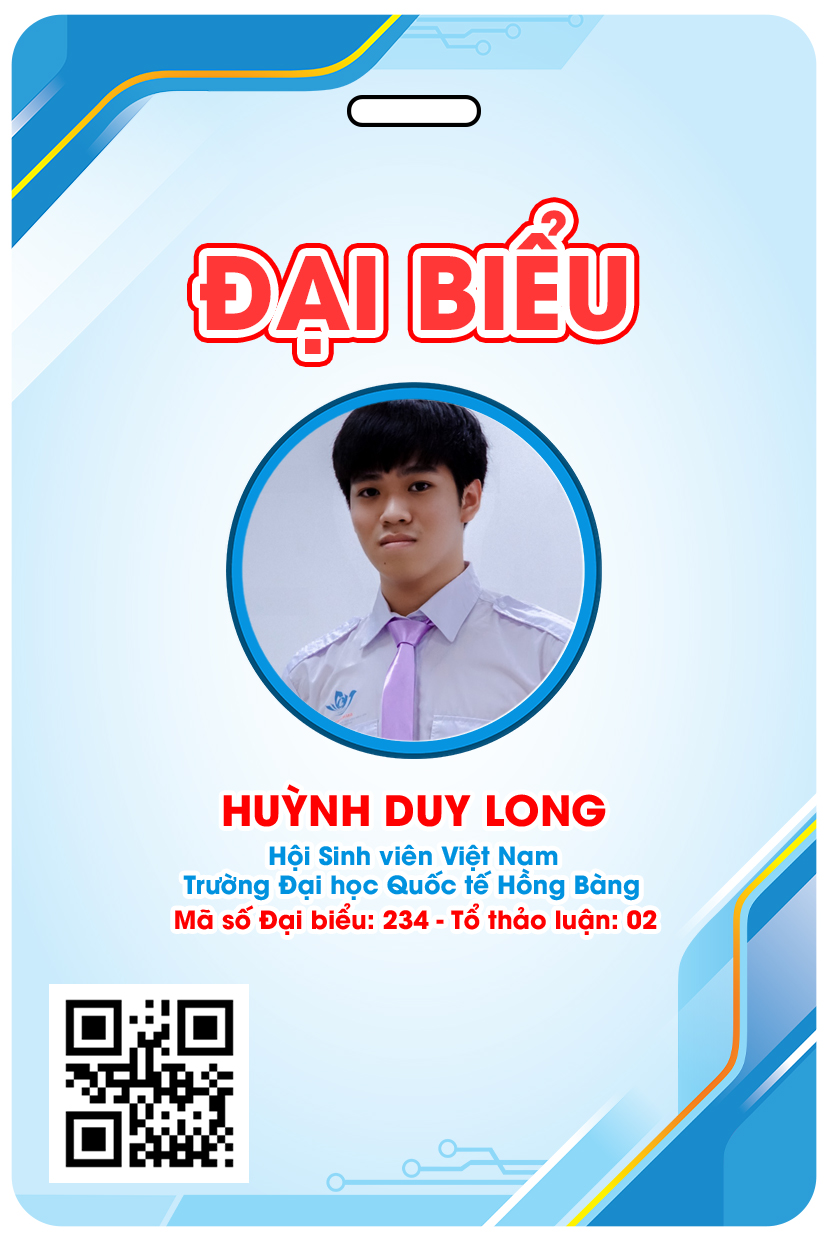 ĐẠI BIỂU
HUỲNH DUY LONG
Hội Sinh viên Việt Nam
Trường Đại học Quốc tế Hồng Bàng
Mã số Đại biểu: 234 - Tổ thảo luận: 02